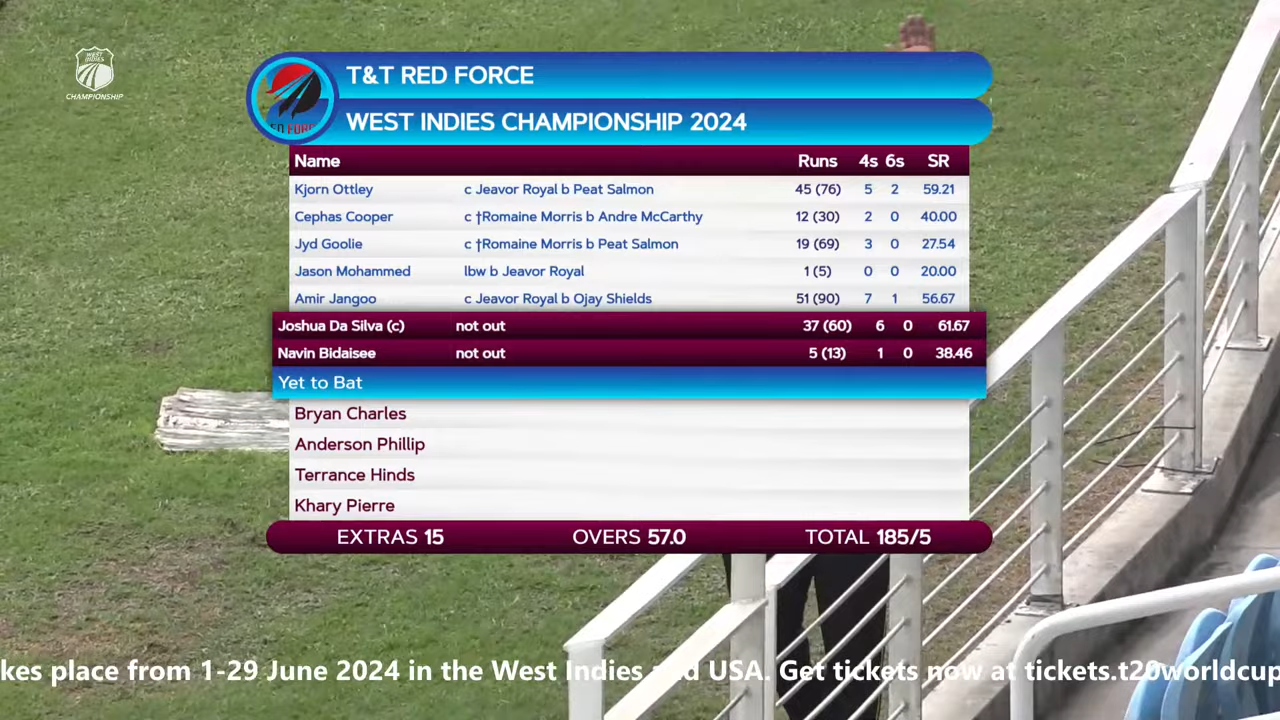 WEST INDIES
CHAMPIONSHIP
T&T RED FORCE
WEST INDIES CHAMPIONSHIP 2024
Name Runs 4s 6s SR
Kjorn Ottley c Jeavor Royal b Peat Salmon 45 (76) 5 2 59.21
Cephas Cooper c †Romaine Morris b Andre McCarthy 12 (30) 2 0 40.00
Jyd Goolie c †Romaine Morris b Peat Salmon 19 (69) 3 0 27.54
Jason Mohammed lbw b Jeavor Royal 1 (5) 0 0 20.00
Amir Jangoo c Jeavor Royal b Ojay Shields 51 (90) 7 1 56.67
Joshua Da Silva (c) not out 37 (60) 6 0 61.67
Navin Bidaisee not out 5 (13) 1 0 38.46
Yet to Bat
Bryan Charles
Anderson Phillip
Terrance Hinds
Khary Pierre
EXTRAS 15 OVERS 57.0 TOTAL 185/5
kes place from 1-29 June 2024 in the West Indies and USA. Get tickets now at tickets.t20worldcup